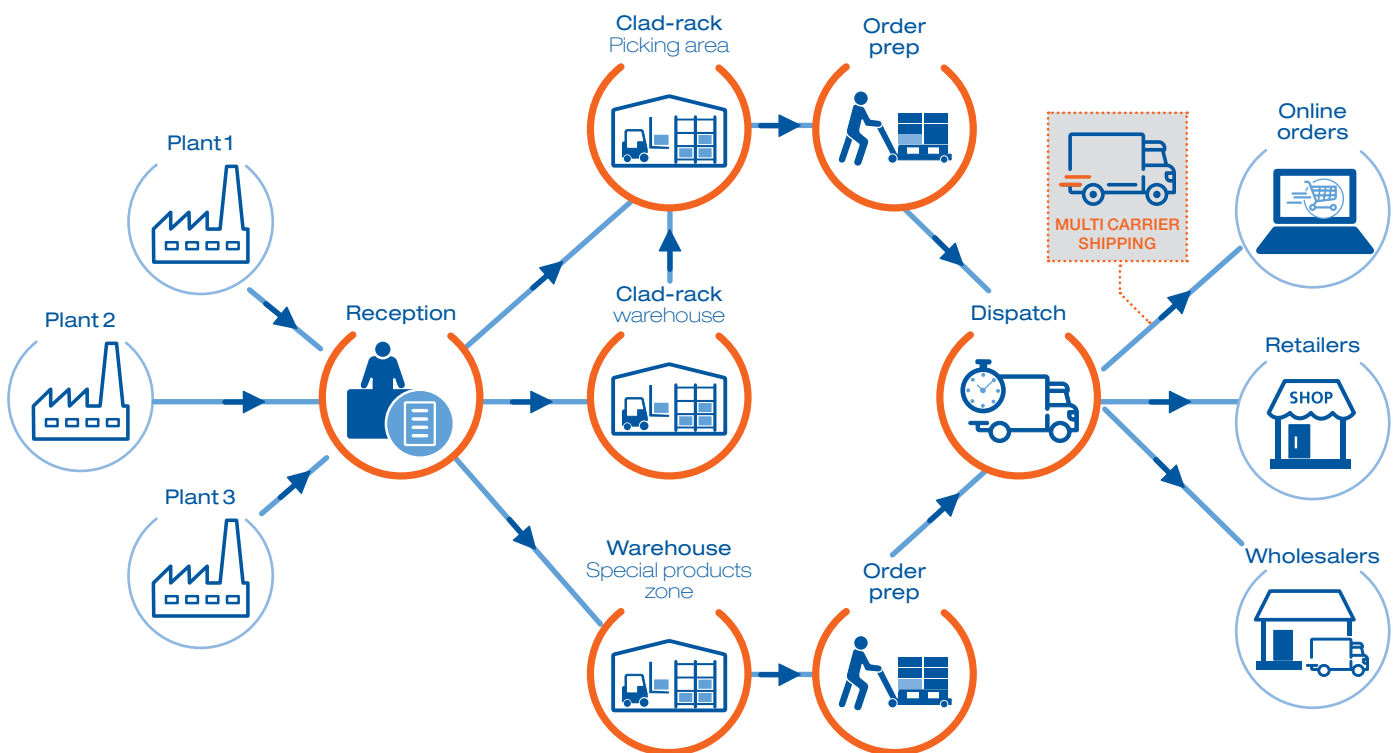 Clad-rack
Picking area
Order
prep
Online
orders
Plant 1
MULTI CARRIER
SHIPPING
Clad-rack
warehouse
Plant 2
Reception
Dispatch
Retailers
SHOP
Plant 3
Warehouse
Special products
zone
Order
prep
Wholesalers